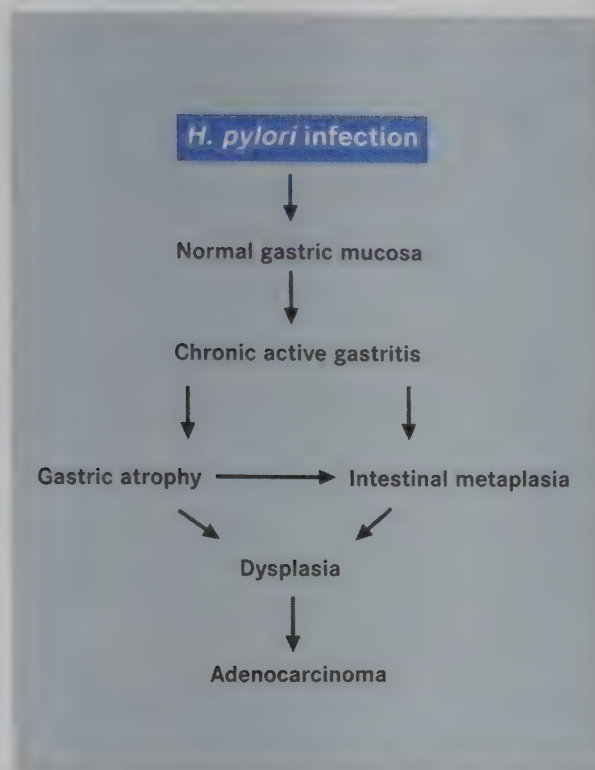 H. pylori infection
Normal gastric mucosa
Chronic active gastritis
Gastric atrophy
Intestinal metaplasia
Dysplasia
Adenocarcinoma